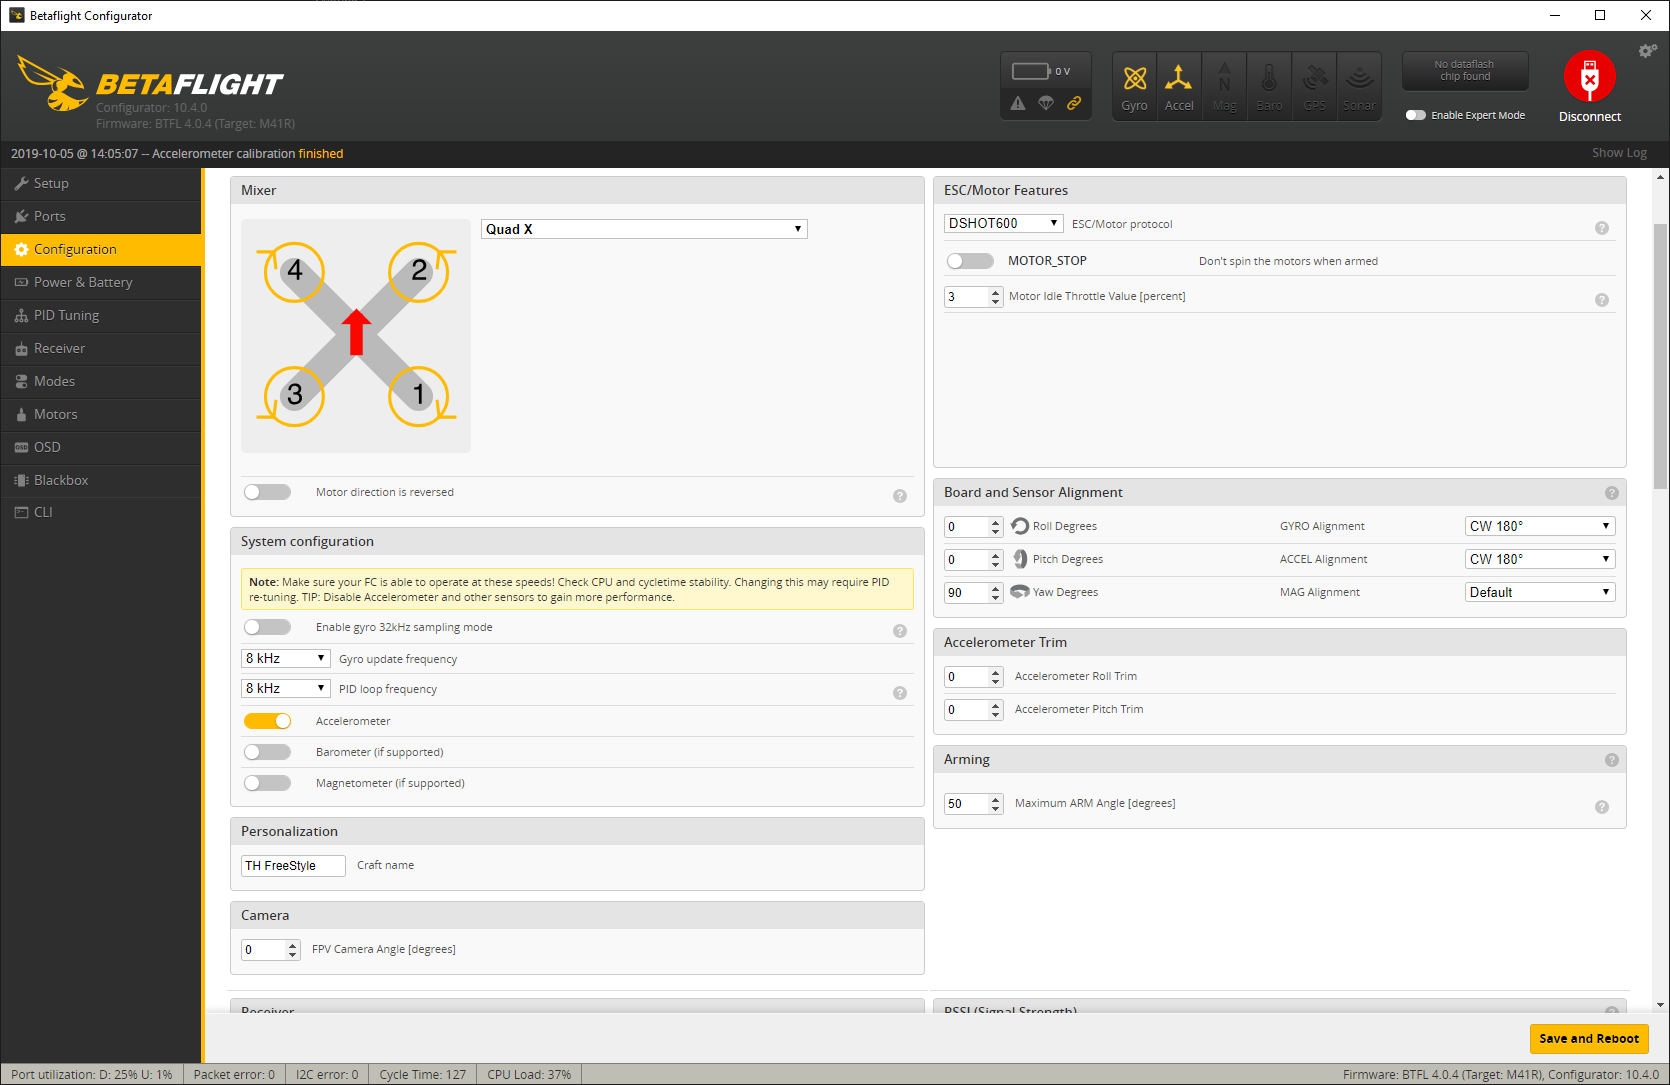 Betaflight Configurator
BETAFLIGHT
Configurator: 10.4.0
Firmware: BTFL 4.0.4 (Target: M41R)
0 V
Gyro
Accel
Mag
Baro
GPS
Sonar
No dataflash
chip found
Enable Expert Mode
Disconnect
2019-10-05 @ 14:05:07 -- Accelerometer calibration finished
Show Log
Setup
Ports
Configuration
Power & Battery
PID Tuning
Receiver
Modes
Motors
OSD
Blackbox
CLI
Mixer
4
2
3
1
Quad X
Motor direction is reversed
?
System configuration
Note: Make sure your FC is able to operate at these speeds! Check CPU and cycletime stability. Changing this may require PID
re-tuning. TIP: Disable Accelerometer and other sensors to gain more performance.
Enable gyro 32kHz sampling mode
?
8 kHz Gyro update frequency
8 kHz PID loop frequency
?
Accelerometer
Barometer (if supported)
Magnetometer (if supported)
Personalization
TH FreeStyle Craft name
Camera
0 FPV Camera Angle [degrees]
Receiver
ESC/Motor Features
DSHOT600 ESC/Motor protocol
?
MOTOR_STOP Don't spin the motors when armed
3 Motor Idle Throttle Value [percent]
?
Board and Sensor Alignment
?
0 Roll Degrees GYRO Alignment CW 180°
0 Pitch Degrees ACCEL Alignment CW 180°
90 Yaw Degrees MAG Alignment Default
Accelerometer Trim
0 Accelerometer Roll Trim
0 Accelerometer Pitch Trim
Arming
?
50 Maximum ARM Angle [degrees]
?
RSSI (Signal Strength)
Save and Reboot
Port utilization: D: 25% U: 1%
Packet error: 0
I2C error: 0
Cycle Time: 127
CPU Load: 37%
Firmware: BTFL 4.0.4 (Target: M41R), Configurator: 10.4.0